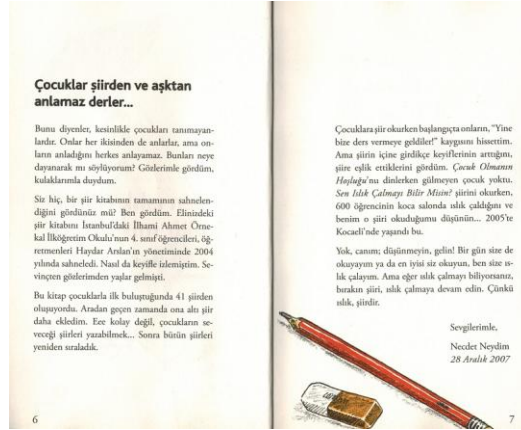 Çocuklar şiirden ve aşktan
anlamaz derler...
Bunu diyenler, kesinlikle çocukları tanımayan-
lardır. Onlar her ikisinden de anlarlar, ama on-
ların anladığını herkes anlayamaz. Bunları neye
dayanarak mı söylüyorum? Gözlerimle gördüm,
kulaklarımla duydum.
Siz hiç, bir şiir kitabının tamamının sahnelen-
diğini gördünüz mü? Ben gördüm. Elinizdeki
şiir kitabını İstanbul'daki İlhami Ahmet Örne-
kal İlköğretim Okulu'nun 4. sınıf öğrencileri, öğ-
retmenleri Haydar Arslan'ın yönetiminde 2004
yılında sahneledi. Nasıl da keyifle izlemiştim. Se-
vinçten gözlerimden yaşlar gelmişti.
Bu kitap çocuklarla ilk buluştuğunda 41 şiirden
oluşuyordu. Aradan geçen zamanda ona altı şiir
daha ekledim. Eee kolay değil, çocukların se-
veceği şiirleri yazabilmek... Sonra bütün şiirleri
yeniden sıraladık.
6
Çocuklara şiir okurken başlangıçta onların, "Yine
bize ders vermeye geldiler!" kaygısını hissettim.
Ama şiirin içine girdikçe keyiflerinin arttığını,
şiire eşlik ettiklerini gördüm. Çocuk Olmanın
Hoşluğu'nu dinlerken gülmeyen çocuk yoktu.
Sen Islık Çalmayı Bilir Misin? şiirini okurken,
600 öğrencinin koca salonda ıslık çaldığını ve
benim o şiiri okuduğumu düşünün... 2005'te
Kocaeli'nde yaşandı bu.
Yok, canım; düşünmeyin, gelin! Bir gün size de
okuyayım ya da en iyisi siz okuyun, ben size ıs-
lık çalayım. Ama eğer ıslık çalmayı biliyorsanız,
bırakın şiiri, ıslık çalmaya devam edin. Çünkü
ıslık, şiirdir.
Sevgilerimle,
Necdet Neydim
28 Aralık 2007
7